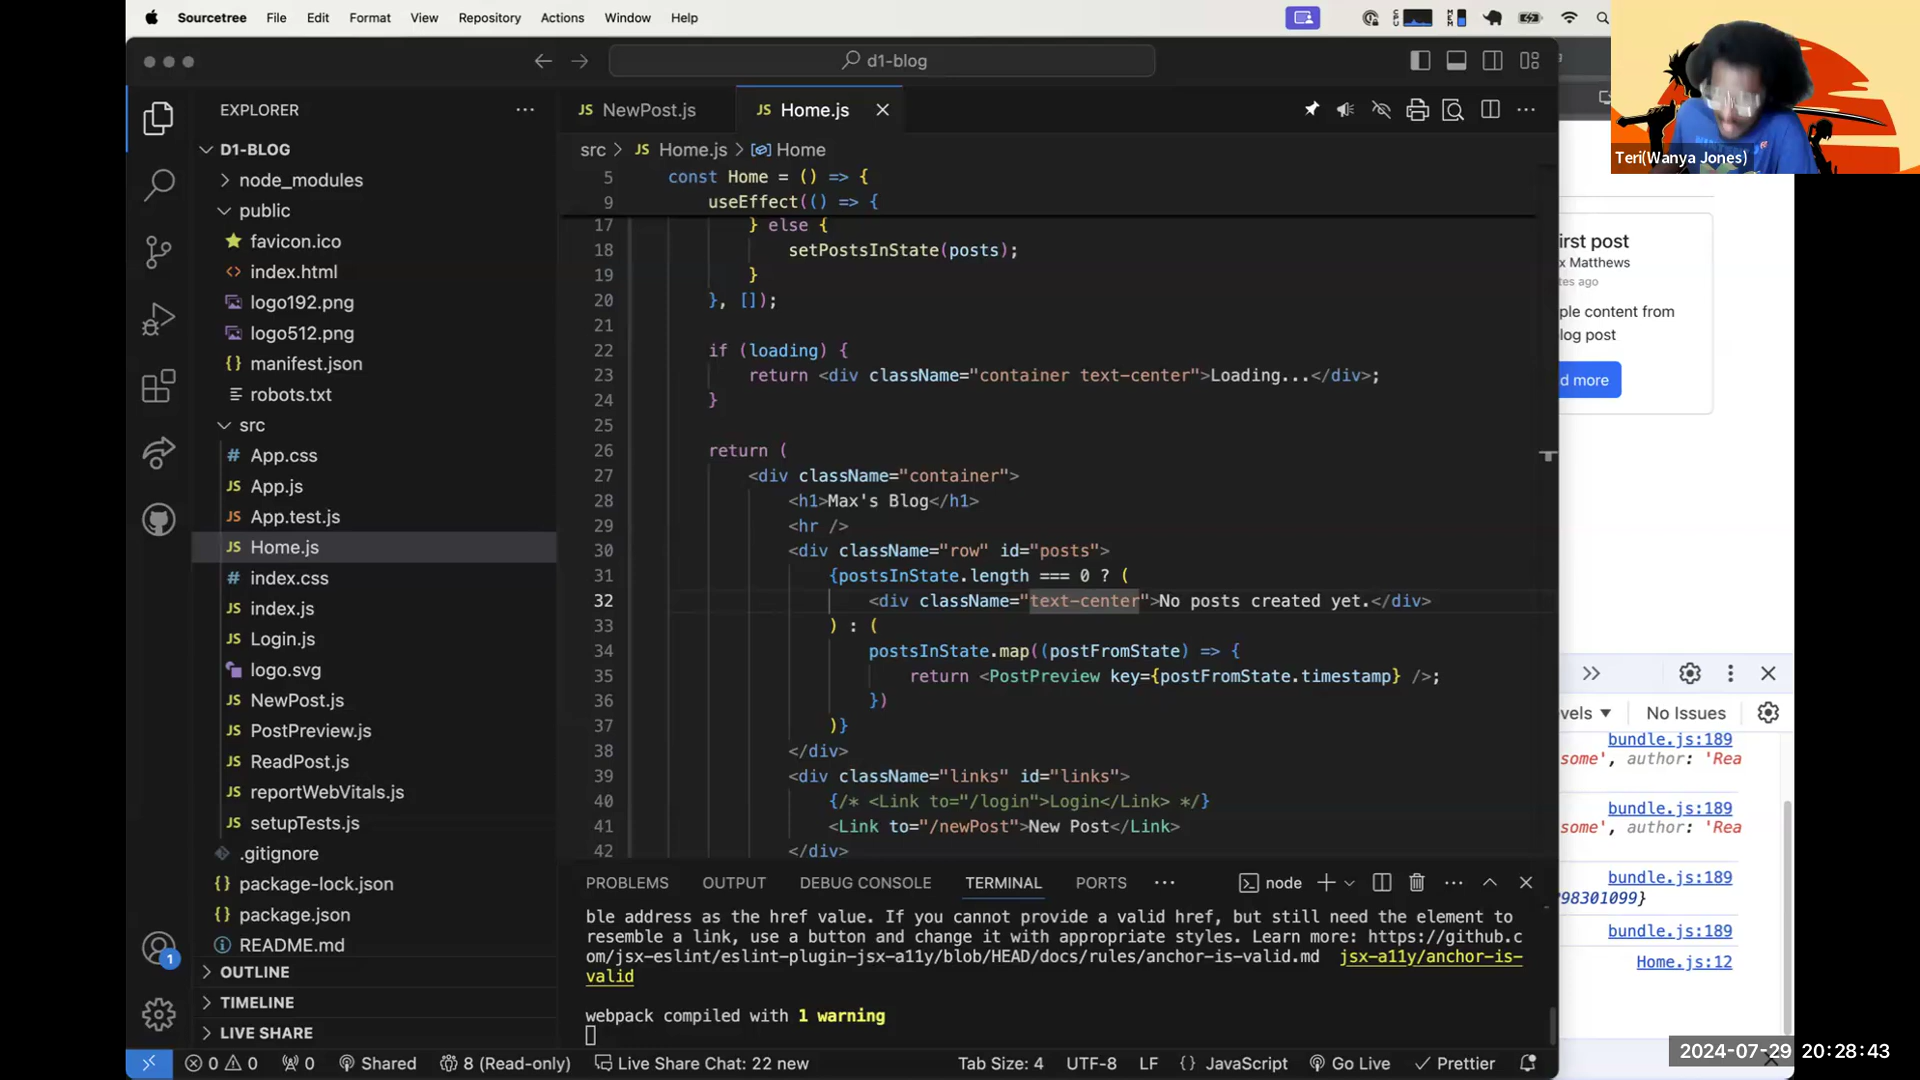 Sourcetree File Edit Format View Repository Actions Window Help
d1-blog
Teri(Wanya Jones)
EXPLORER
D1-BLOG
node_modules
public
favicon.ico
index.html
logo192.png
logo512.png
manifest.json
robots.txt
src
App.css
App.js
App.test.js
Home.js
index.css
index.js
Login.js
logo.svg
NewPost.js
PostPreview.js
ReadPost.js
reportWebVitals.js
setupTests.js
.gitignore
package-lock.json
package.json
README.md
OUTLINE
TIMELINE
LIVE SHARE
JS NewPost.js JS Home.js
src > JS Home.js > Home
5 const Home = () => {
9 useEffect(() => {
17 } else {
18 setPostsInState(posts);
19 }
20 }, []);
21
22 if (loading) {
23 return <div className="container text-center">Loading...</div>;
24 }
25
26 return (
27 <div className="container">
28 <h1>Max's Blog</h1>
29 <hr />
30 <div className="row" id="posts">
31 {postsInState.length === 0 ? (
32 <div className="text-center">No posts created yet.</div>
33 ) : (
34 postsInState.map((postFromState) => {
35 return <PostPreview key={postFromState.timestamp} />;
36 })
37 )}
38 </div>
39 <div className="links" id="links">
40 {/* <Link to="/login">Login</Link> */}
41 <Link to="/newPost">New Post</Link>
42 </div>
PROBLEMS OUTPUT DEBUG CONSOLE TERMINAL PORTS ... node
ble address as the href value. If you cannot provide a valid href, but still need the element to
resemble a link, use a button and change it with appropriate styles. Learn more: https://github.c
om/jsx-eslint/eslint-plugin-jsx-a11y/blob/HEAD/docs/rules/anchor-is-valid.md jsx-a11y/anchor-is-
valid
webpack compiled with 1 warning
0 0 0 Shared 8 (Read-only) Live Share Chat: 22 new Tab Size: 4 UTF-8 LF {} JavaScript Go Live Prettier
irst post
x Matthews
tes ago
ple content from
log post
d more
vels No Issues
bundle.js:189
some', author: 'Rea
bundle.js:189
some', author: 'Rea
bundle.js:189
98301099}
bundle.js:189
Home.js:12
2024-07-29 20:28:43